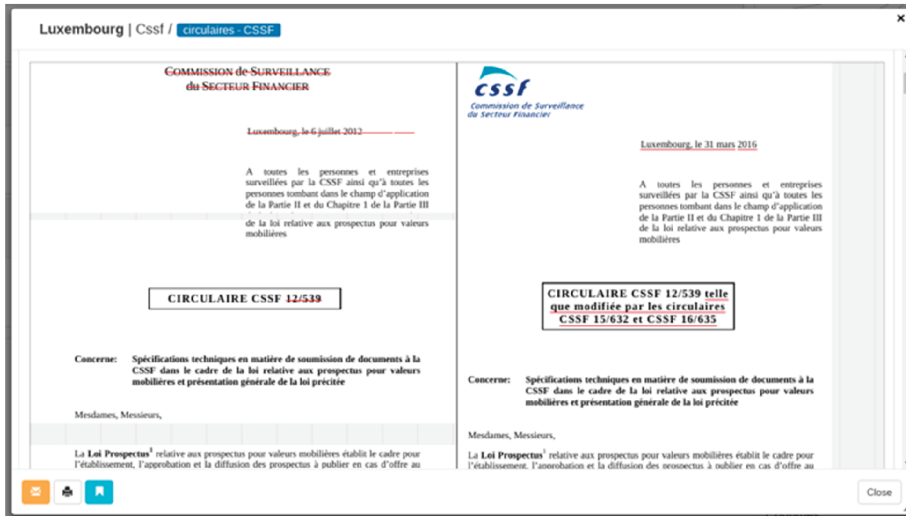 Luxembourg | Cssf / circulaires - CSSF
×
COMMISSION de SURVEILLANCE
du SECTEUR FINANCIER
Luxembourg, le 6 juillet 2012
A toutes les personnes et entreprises
surveillées par la CSSF ainsi qu'à toutes les
personnes tombant dans le champ d'application
de la Partie II et du Chapitre 1 de la Partie III
de la loi relative aux prospectus pour valeurs
mobilières
CIRCULAIRE CSSF 12/539
Concerne: Spécifications techniques en matière de soumission de documents à la
CSSF dans le cadre de la loi relative aux prospectus pour valeurs
mobilières et présentation générale de la loi précitée
Mesdames, Messieurs,
La Loi Prospectus¹ relative aux prospectus pour valeurs mobilières établit le cadre pour
l'établissement, l'approbation et la diffusion des prospectus à publier en cas d'offre au
cssf
Commission de Surveillance
du Secteur Financier
Luxembourg, le 31 mars 2016
A toutes les personnes et entreprises
surveillées par la CSSF ainsi qu'à toutes les
personnes tombant dans le champ d'application
de la Partie II et du Chapitre 1 de la Partie III
de la loi relative aux prospectus pour valeurs
mobilières
CIRCULAIRE CSSF 12/539 telle
que modifiée par les circulaires
CSSF 15/632 et CSSF 16/635
Concerne: Spécifications techniques en matière de soumission de documents à la
CSSF dans le cadre de la loi relative aux prospectus pour valeurs
mobilières et présentation générale de la loi précitée
Mesdames, Messieurs,
La Loi Prospectus¹ relative aux prospectus pour valeurs mobilières établit le cadre pour
l'établissement, l'approbation et la diffusion des prospectus à publier en cas d'offre au
Close